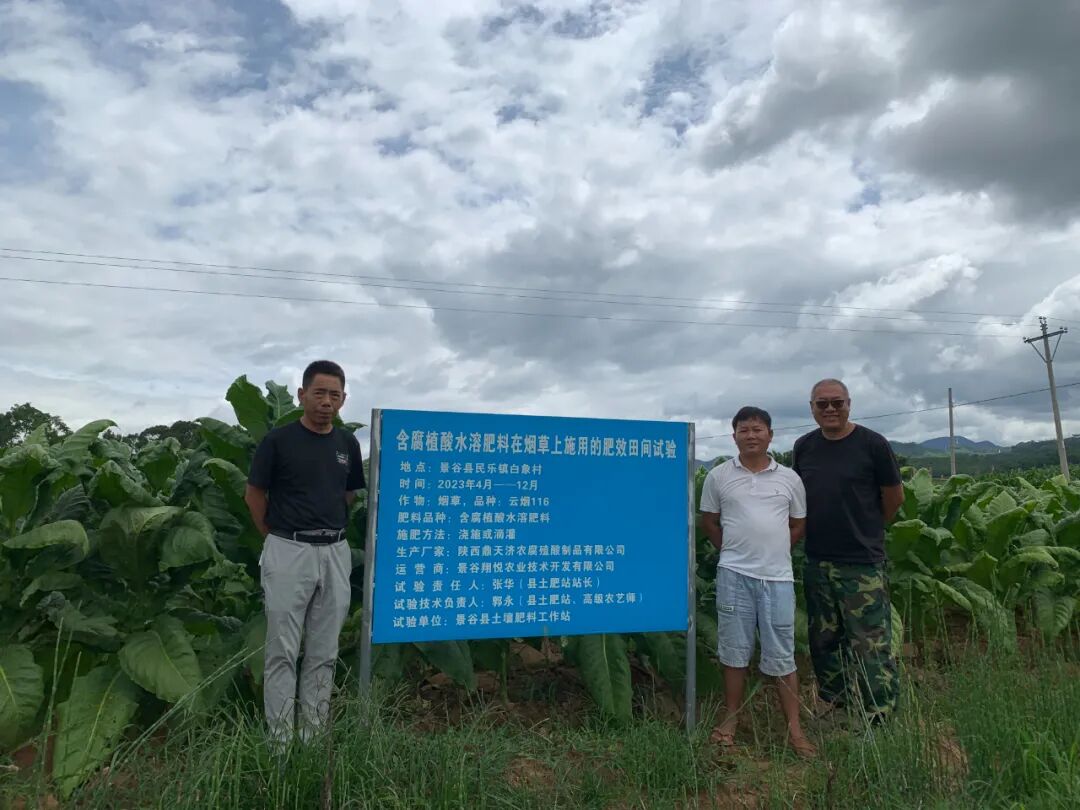 含腐植酸水溶肥料在烟草上施用的肥效田间试验
地点：景谷县民乐镇白象村
时间：2023年4月——12月
作物：烟草，品种：云烟116
肥料品种：含腐植酸水溶肥料
施肥方法：浇施或滴灌
生产厂家：陕西鼎天济农腐殖酸制品有限公司
运营商：景谷翔悦农业技术开发有限公司
试验责任人：张华（县土肥站站长）
试验技术负责人：郭永（县土肥站、高级农艺师）
试验单位：景谷县土壤肥料工作站